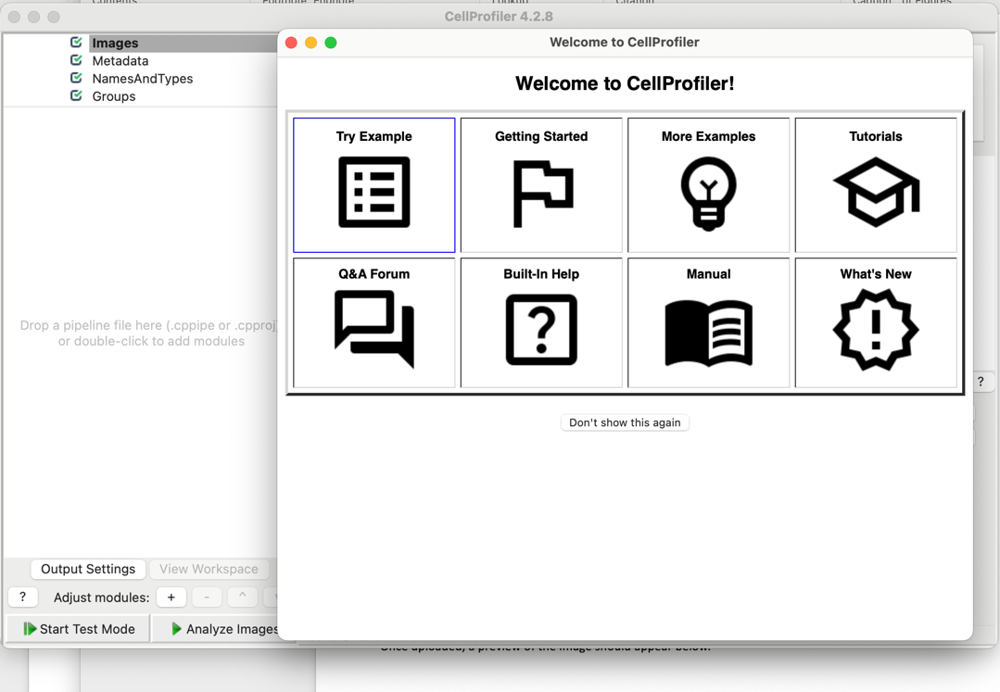 CellProfiler 4.2.8
Images
Metadata
NamesAndTypes
Groups
Drop a pipeline file here (.cppipe or .cpproj)
or double-click to add modules
Output Settings
View Workspace
?
Adjust modules:
+
-
^
Start Test Mode
Analyze Images
Welcome to CellProfiler
Welcome to CellProfiler!
Try Example
Getting Started
More Examples
Tutorials
Q&A Forum
Built-In Help
?
Manual
What's New
!
Don't show this again
?
Once uploaded, a preview of the image should appear below.